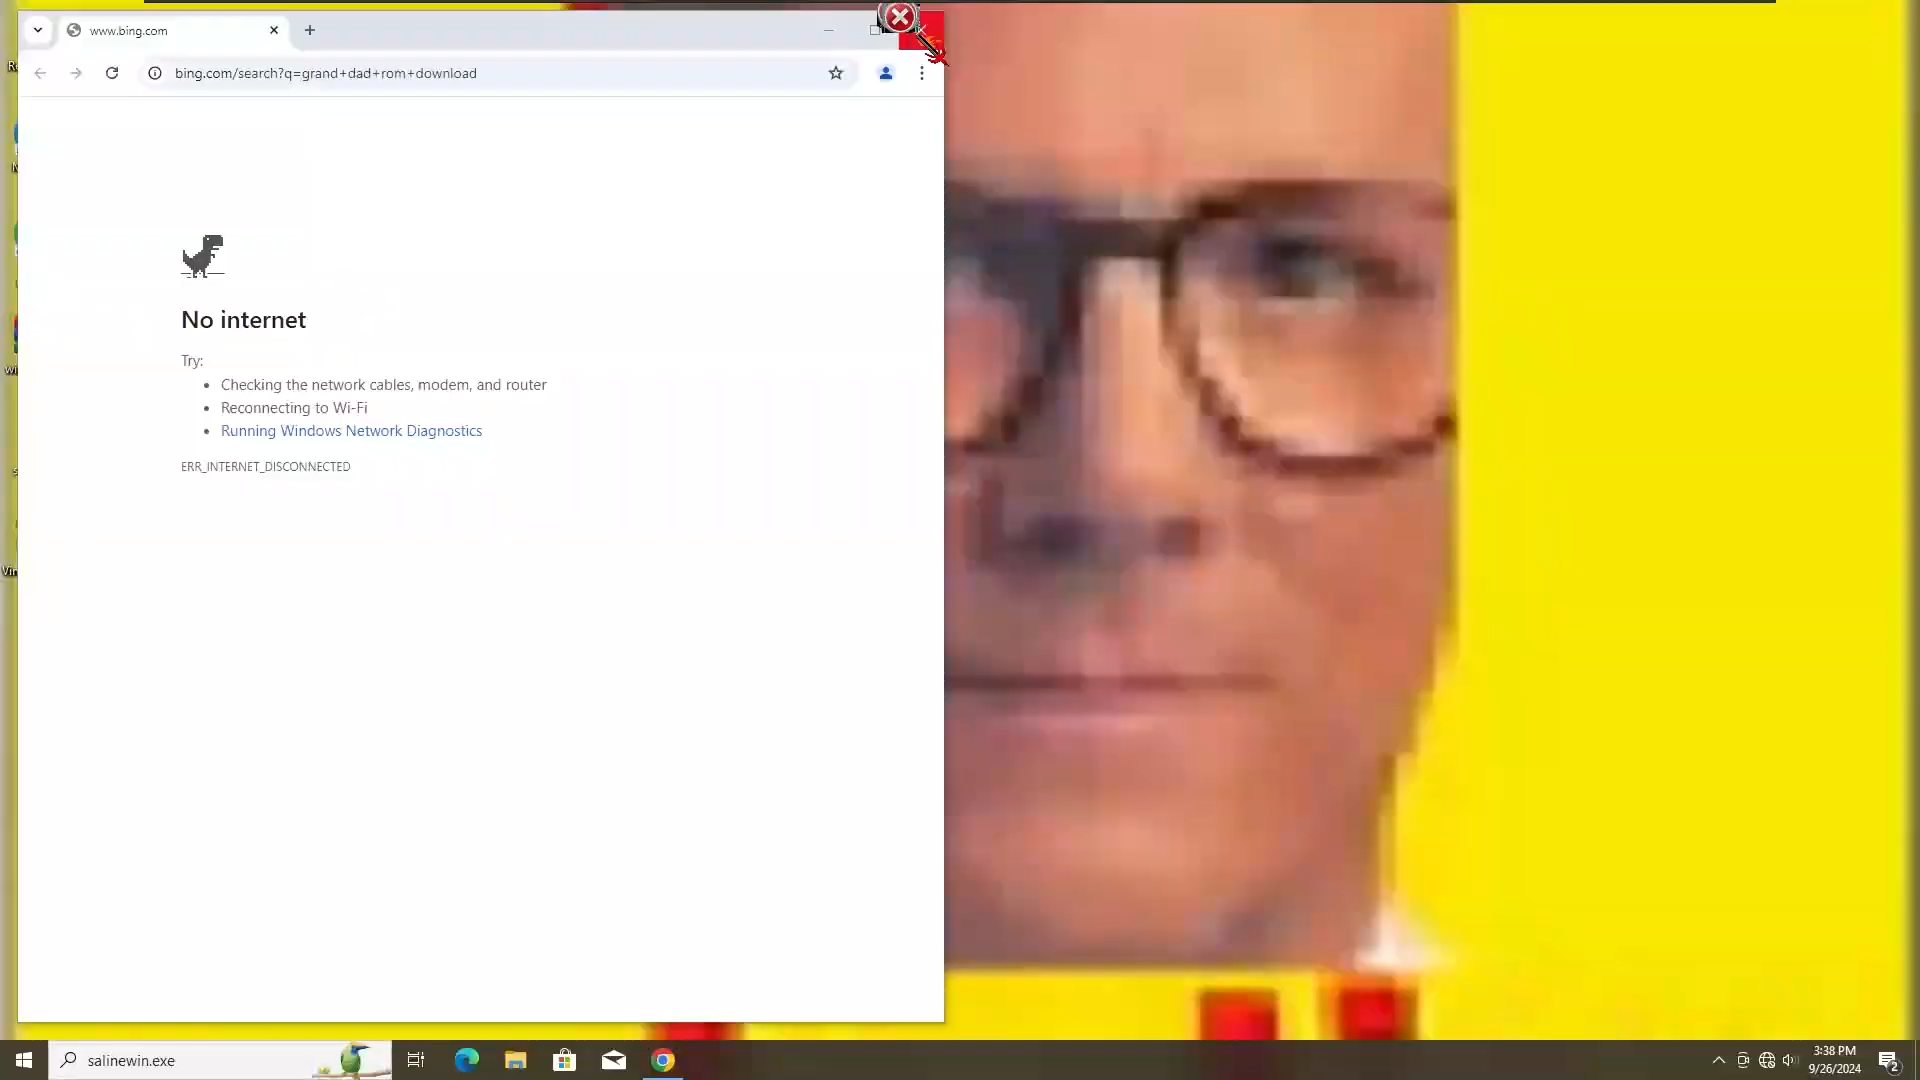 www.bing.com
bing.com/search?q=grand+dad+rom+download
No internet
Try:
• Checking the network cables, modem, and router
• Reconnecting to Wi-Fi
• Running Windows Network Diagnostics
ERR_INTERNET_DISCONNECTED
salinewin.exe
3:38 PM
9/26/2024
2